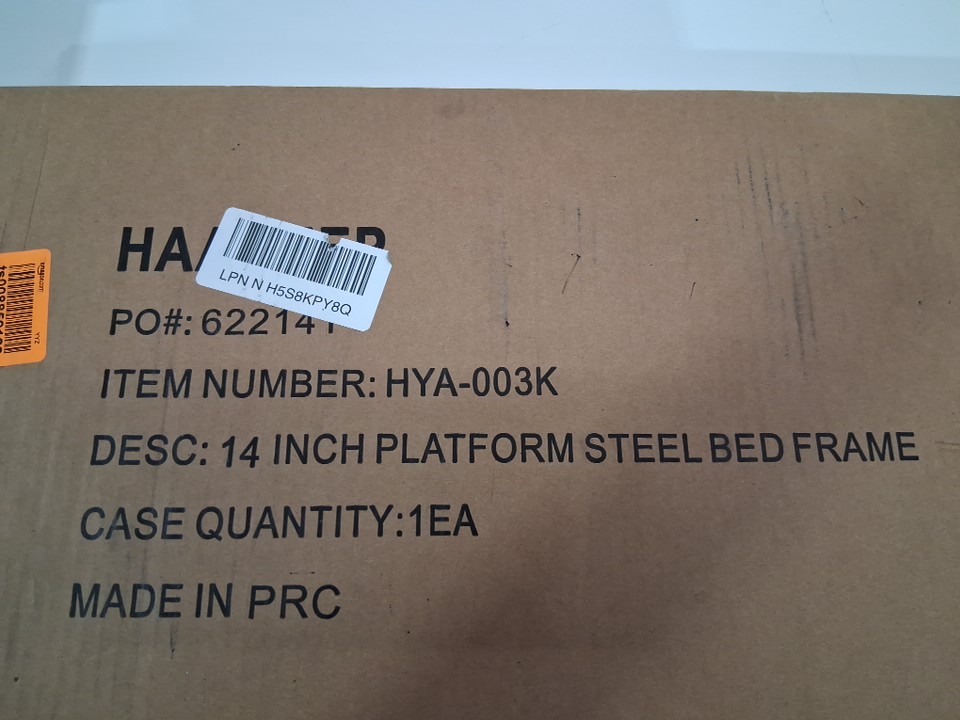 LPN N H5S8KPY8Q
PO#: 622141
ITEM NUMBER: HYA-003K
DESC: 14 INCH PLATFORM STEEL BED FRAME
CASE QUANTITY:1EA
MADE IN PRC
YYZ